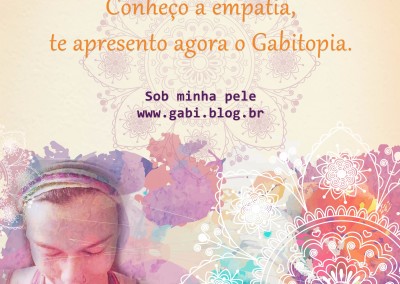 Conheço a empatia,
te apresento agora o Gabitopia.
Sob minha pele
www.gabi.blog.br